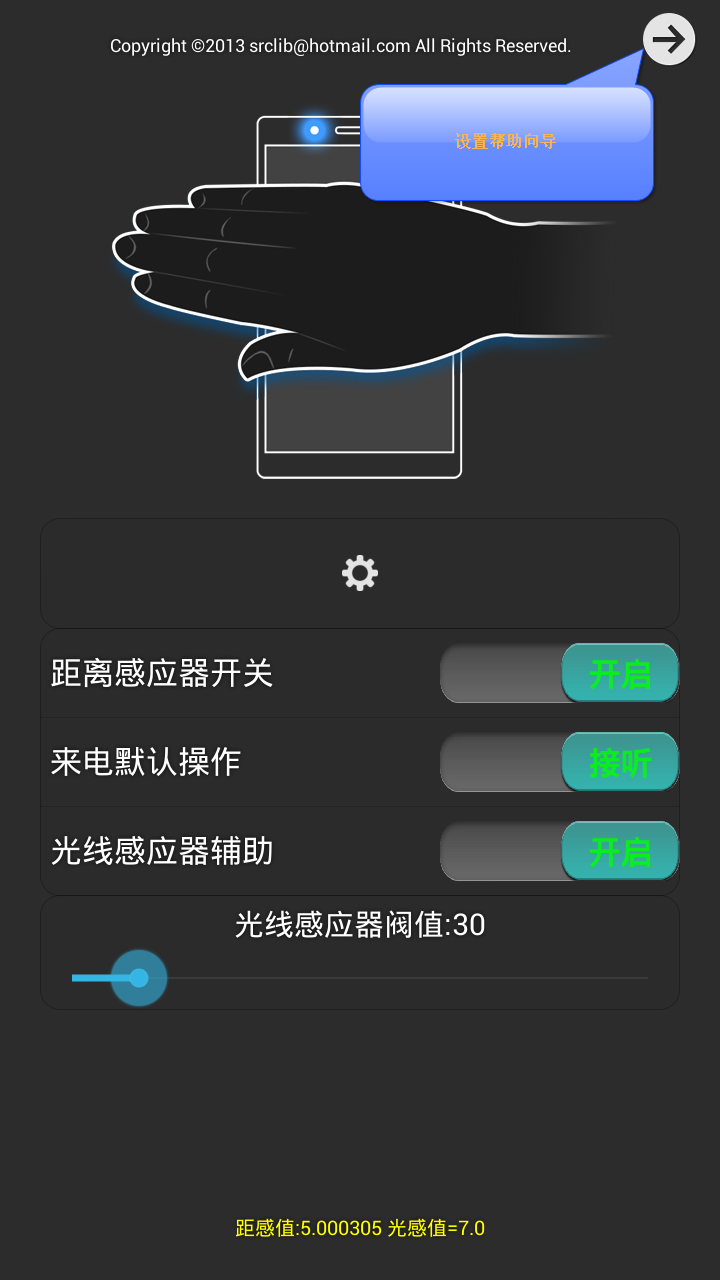 Copyright ©2013 srclib@hotmail.com All Rights Reserved.
设置帮助向导
距离感应器开关
开启
来电默认操作
接听
光线感应器辅助
开启
光线感应器阀值:30
距感值:5.000305 光感值=7.0